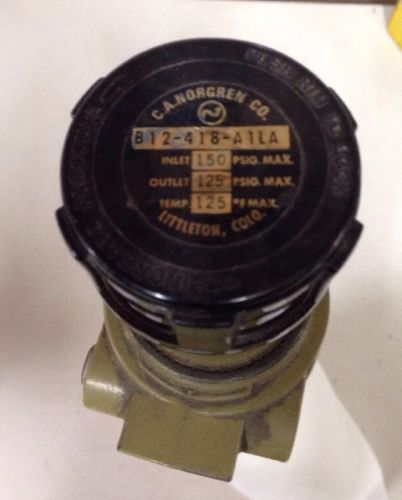 C.A. NORGREN CO.
B12-418-A1LA
INLET 150 PSIG. MAX.
OUTLET 125 PSIG. MAX.
TEMP. 125 °F MAX.
LITTLETON, COLO.